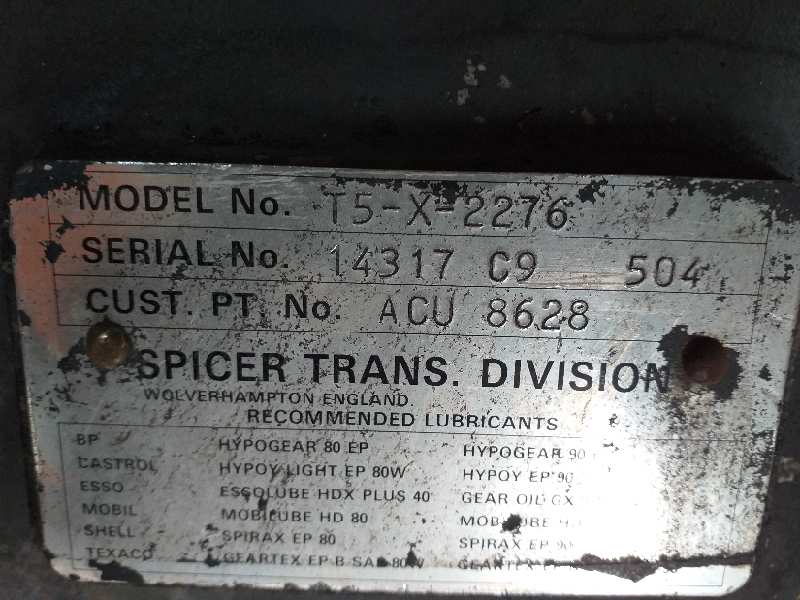 MODEL No. T5-X-2276
SERIAL No. 14317 C9 504
CUST. PT. No. ACU 8628
SPICER TRANS. DIVISION
WOLVERHAMPTON ENGLAND.
RECOMMENDED LUBRICANTS
BP HYPOGEAR 80 EP HYPOGEAR 90
CASTROL HYPOY LIGHT EP 80W HYPOY EP 90
ESSO ESSOLUBE HDX PLUS 40 GEAR OIL GX
MOBIL MOBILUBE HD 80 MOBILUBE
SHELL SPIRAX EP 80 SPIRAX EP 90
TEXACO GEARTEX EP B SAE 80W GEARTEX